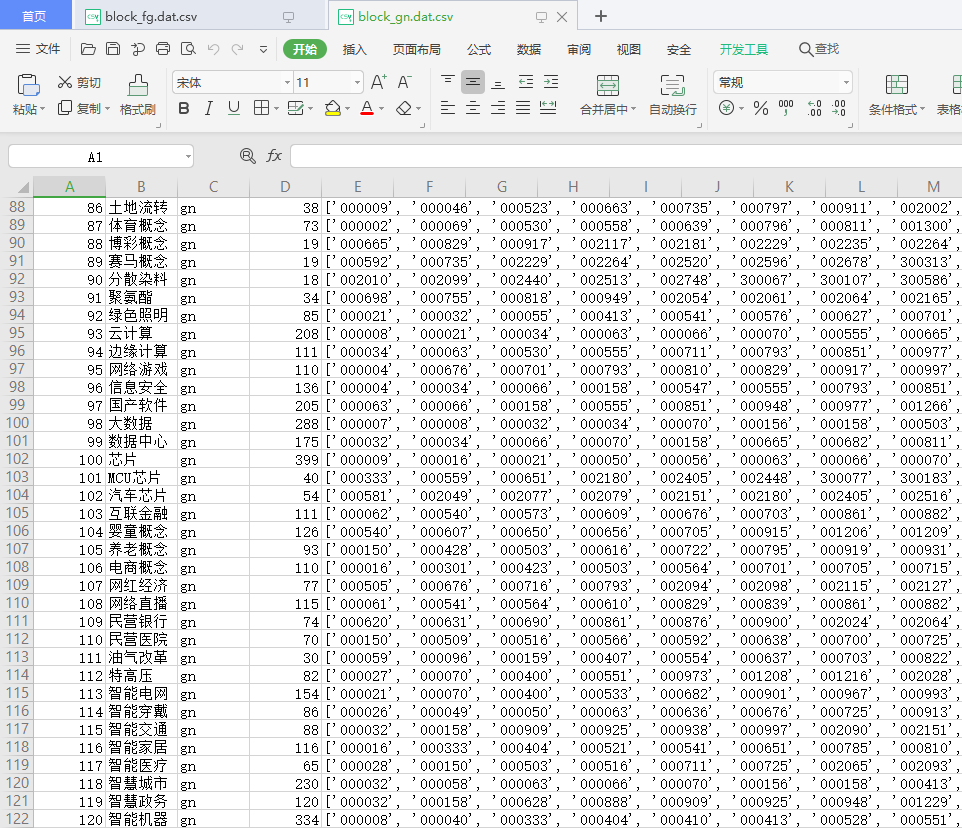 首页 block_fg.dat.csv block_gn.dat.csv
文件 开始 插入 页面布局 公式 数据 审阅 视图 安全 开发工具 查找
剪切 宋体 11 A⁺ A⁻ 常规
粘贴 复制 格式刷 B I U A 合并居中 自动换行 % 000 .00 .00 条件格式 表格
A1 fx
A B C D E F G H I J K L M
88 86 土地流转 gn 38 ['000009', '000046', '000523', '000663', '000735', '000797', '000911', '002002',
89 87 体育概念 gn 73 ['000002', '000069', '000530', '000558', '000639', '000796', '000811', '001300',
90 88 博彩概念 gn 19 ['000665', '000829', '000917', '002117', '002181', '002229', '002235', '002264',
91 89 赛马概念 gn 19 ['000592', '000735', '002229', '002264', '002520', '002596', '002678', '300313',
92 90 分散染料 gn 18 ['002010', '002099', '002440', '002513', '002748', '300067', '300107', '300586',
93 91 聚氨酯 gn 34 ['000698', '000755', '000818', '000949', '002054', '002061', '002064', '002165',
94 92 绿色照明 gn 85 ['000021', '000032', '000055', '000413', '000541', '000576', '000627', '000701',
95 93 云计算 gn 208 ['000008', '000021', '000034', '000063', '000066', '000070', '000555', '000665',
96 94 边缘计算 gn 111 ['000034', '000063', '000530', '000555', '000711', '000793', '000851', '000977',
97 95 网络游戏 gn 110 ['000004', '000676', '000701', '000793', '000810', '000829', '000917', '000997',
98 96 信息安全 gn 136 ['000004', '000034', '000066', '000158', '000547', '000555', '000793', '000851',
99 97 国产软件 gn 205 ['000063', '000066', '000158', '000555', '000851', '000948', '000977', '001266',
100 98 大数据 gn 288 ['000007', '000008', '000032', '000034', '000070', '000156', '000158', '000503',
101 99 数据中心 gn 175 ['000032', '000034', '000066', '000070', '000158', '000665', '000682', '000811',
102 100 芯片 gn 399 ['000009', '000016', '000021', '000050', '000056', '000063', '000066', '000070',
103 101 MCU芯片 gn 40 ['000333', '000559', '000651', '002180', '002405', '002448', '300077', '300183',
104 102 汽车芯片 gn 54 ['000581', '002049', '002077', '002079', '002151', '002180', '002405', '002516',
105 103 互联金融 gn 111 ['000062', '000540', '000573', '000609', '000676', '000703', '000861', '000882',
106 104 婴童概念 gn 126 ['000540', '000607', '000650', '000656', '000705', '000915', '001206', '001209',
107 105 养老概念 gn 93 ['000150', '000428', '000503', '000616', '000722', '000795', '000919', '000931',
108 106 电商概念 gn 110 ['000016', '000301', '000423', '000503', '000564', '000701', '000705', '000715',
109 107 网红经济 gn 77 ['000505', '000676', '000716', '000793', '002094', '002098', '002115', '002127',
110 108 网络直播 gn 115 ['000061', '000541', '000564', '000610', '000829', '000839', '000861', '000882',
111 109 民营银行 gn 74 ['000620', '000631', '000690', '000861', '000876', '000900', '002024', '002064',
112 110 民营医院 gn 70 ['000150', '000509', '000516', '000566', '000592', '000638', '000700', '000725',
113 111 油气改革 gn 30 ['000059', '000096', '000159', '000407', '000554', '000637', '000703', '000822',
114 112 特高压 gn 82 ['000027', '000070', '000400', '000551', '000973', '001208', '001216', '002028',
115 113 智能电网 gn 154 ['000021', '000070', '000400', '000533', '000682', '000901', '000967', '000993',
116 114 智能穿戴 gn 86 ['000026', '000049', '000050', '000063', '000636', '000676', '000725', '000913',
117 115 智能交通 gn 88 ['000032', '000158', '000909', '000925', '000938', '000997', '002090', '002151',
118 116 智能家居 gn 116 ['000016', '000333', '000404', '000521', '000541', '000651', '000785', '000810',
119 117 智能医疗 gn 65 ['000028', '000150', '000503', '000516', '000711', '000725', '002065', '002093',
120 118 智慧城市 gn 230 ['000032', '000058', '000063', '000066', '000070', '000156', '000158', '000413',
121 119 智慧政务 gn 120 ['000032', '000158', '000628', '000888', '000909', '000925', '000948', '001229',
122 120 智能机器 gn 334 ['000008', '000040', '000333', '000404', '000410', '000413', '000528', '000551',